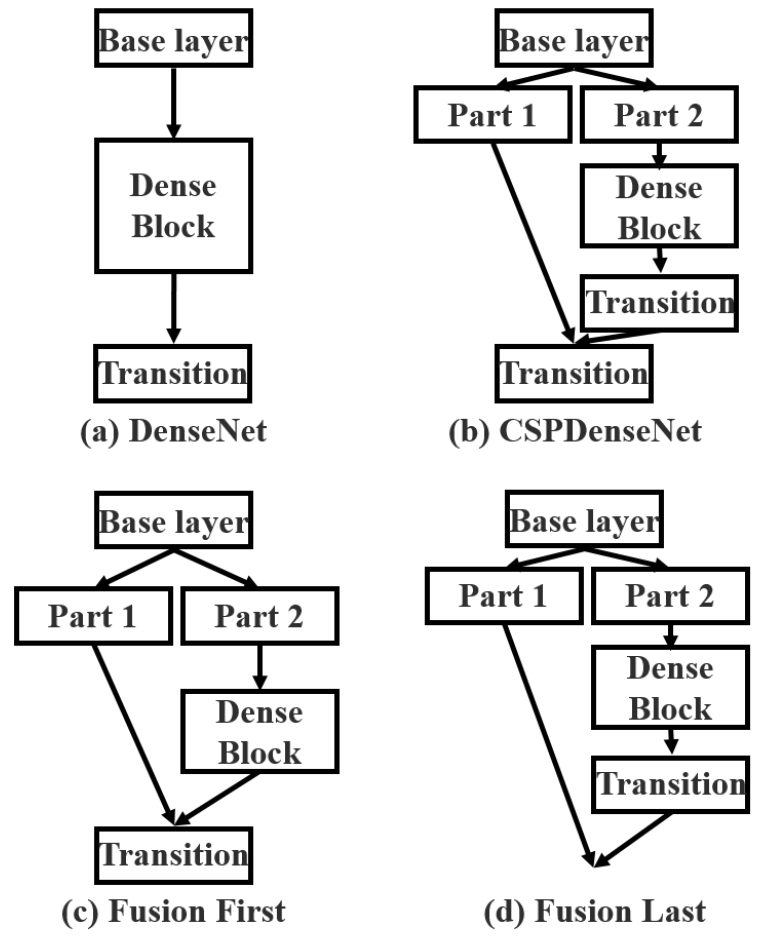 Base layer
Dense
Block
Transition
(a) DenseNet
Base layer
Part 1
Part 2
Dense
Block
Transition
Transition
(b) CSPDenseNet
Base layer
Part 1
Part 2
Dense
Block
Transition
(c) Fusion First
Base layer
Part 1
Part 2
Dense
Block
Transition
(d) Fusion Last